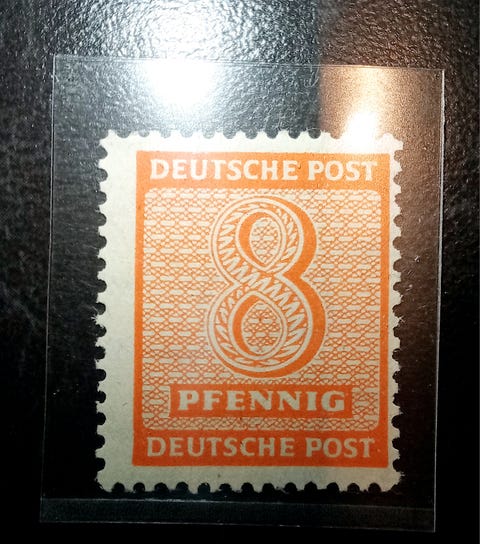 DEUTSCHE POST
8
PFENNIG
DEUTSCHE POST